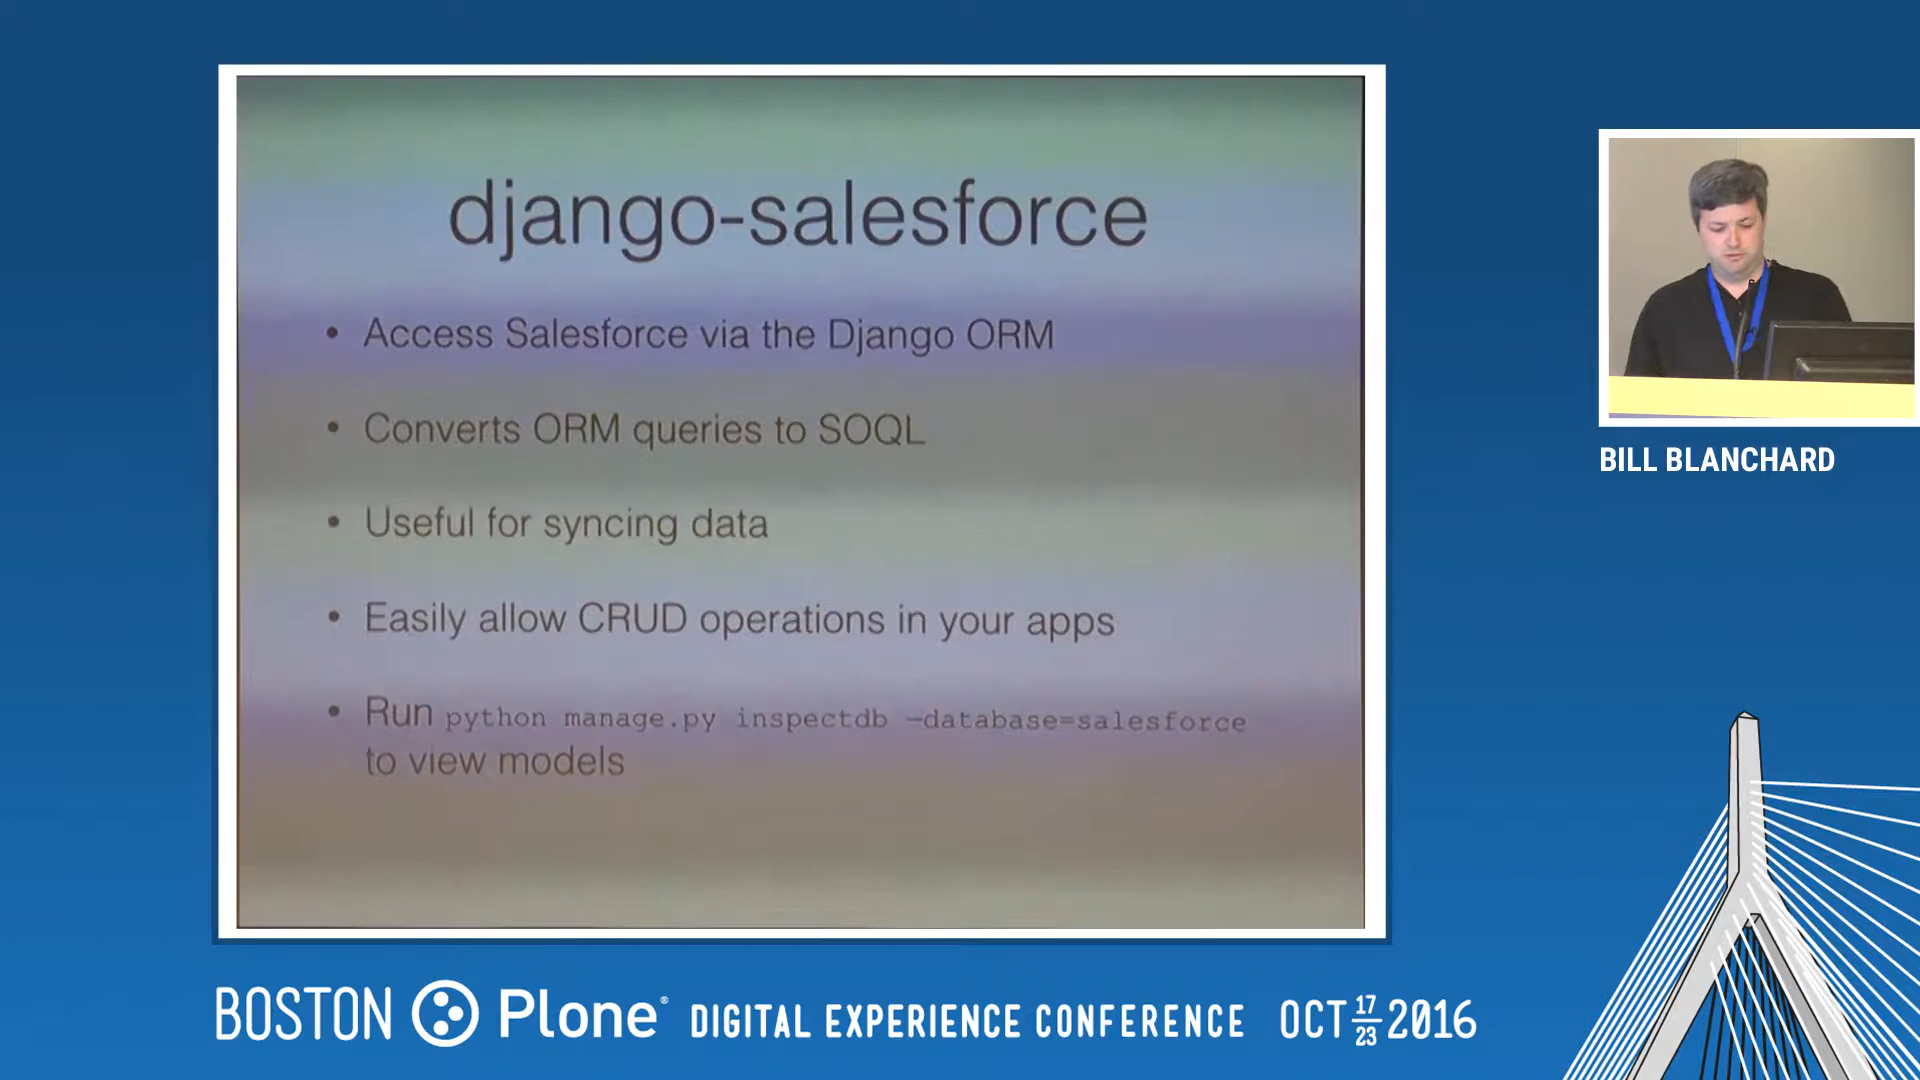 django-salesforce
• Access Salesforce via the Django ORM
• Converts ORM queries to SOQL
• Useful for syncing data
• Easily allow CRUD operations in your apps
• Run python manage.py inspectdb —database=salesforce
to view models
BILL BLANCHARD
BOSTON Plone® DIGITAL EXPERIENCE CONFERENCE OCT 17 23 2016